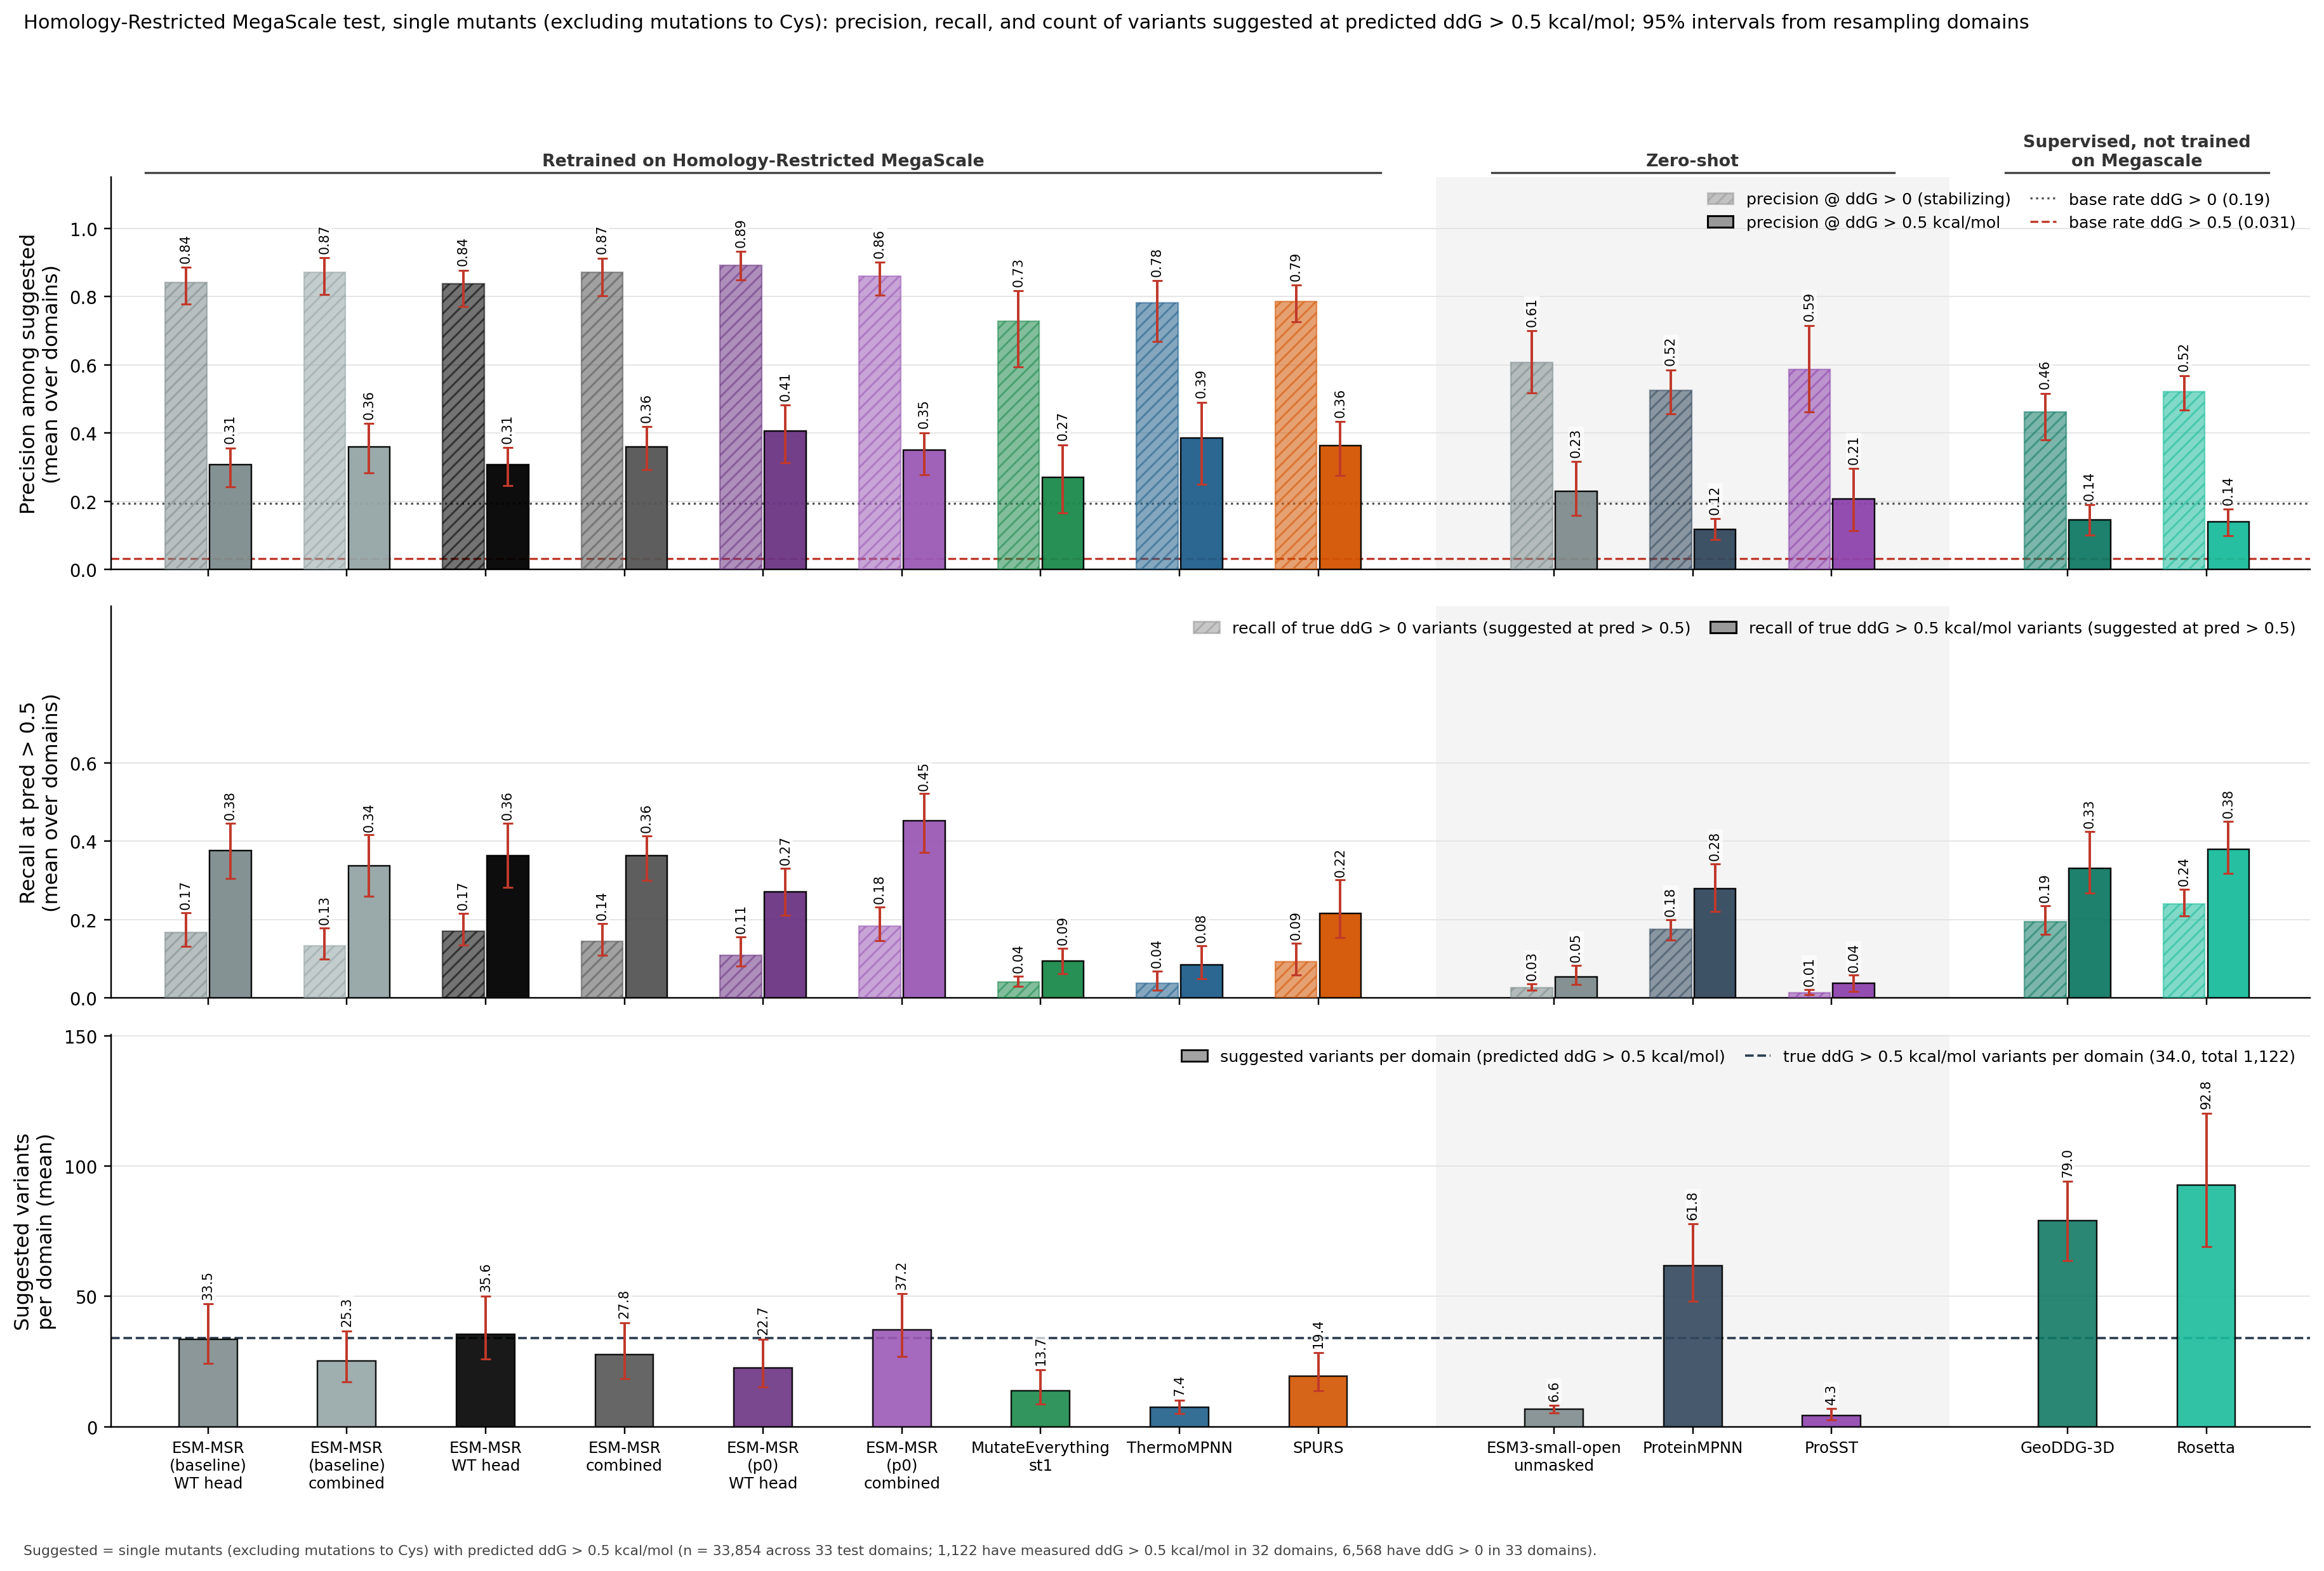 Homology-Restricted MegaScale test, single mutants (excluding mutations to Cys): precision, recall, and count of variants suggested at predicted ddG > 0.5 kcal/mol; 95% intervals from resampling domains
Retrained on Homology-Restricted MegaScale
Zero-shot
Supervised, not trained
on Megascale
Precision among suggested
(mean over domains)
1.0
0.8
0.6
0.4
0.2
0.0
precision @ ddG > 0 (stabilizing)
precision @ ddG > 0.5 kcal/mol
base rate ddG > 0 (0.19)
base rate ddG > 0.5 (0.031)
0.84
0.31
0.87
0.36
0.84
0.31
0.87
0.36
0.89
0.41
0.86
0.35
0.73
0.27
0.78
0.39
0.79
0.36
0.61
0.23
0.52
0.12
0.59
0.21
0.46
0.14
0.52
0.14
Recall at pred > 0.5
(mean over domains)
0.6
0.4
0.2
0.0
recall of true ddG > 0 variants (suggested at pred > 0.5)
recall of true ddG > 0.5 kcal/mol variants (suggested at pred > 0.5)
0.17
0.38
0.13
0.34
0.17
0.36
0.14
0.36
0.11
0.27
0.18
0.45
0.04
0.09
0.04
0.08
0.09
0.22
0.03
0.05
0.18
0.28
0.01
0.04
0.19
0.33
0.24
0.38
Suggested variants
per domain (mean)
150
100
50
0
suggested variants per domain (predicted ddG > 0.5 kcal/mol)
true ddG > 0.5 kcal/mol variants per domain (34.0, total 1,122)
33.5
25.3
35.6
27.8
22.7
37.2
13.7
7.4
19.4
6.6
61.8
4.3
79.0
92.8
ESM-MSR
(baseline)
WT head
ESM-MSR
(baseline)
combined
ESM-MSR
WT head
ESM-MSR
combined
ESM-MSR
(p0)
WT head
ESM-MSR
(p0)
combined
MutateEverything
st1
ThermoMPNN
SPURS
ESM3-small-open
unmasked
ProteinMPNN
ProSST
GeoDDG-3D
Rosetta
Suggested = single mutants (excluding mutations to Cys) with predicted ddG > 0.5 kcal/mol (n = 33,854 across 33 test domains; 1,122 have measured ddG > 0.5 kcal/mol in 32 domains, 6,568 have ddG > 0 in 33 domains).